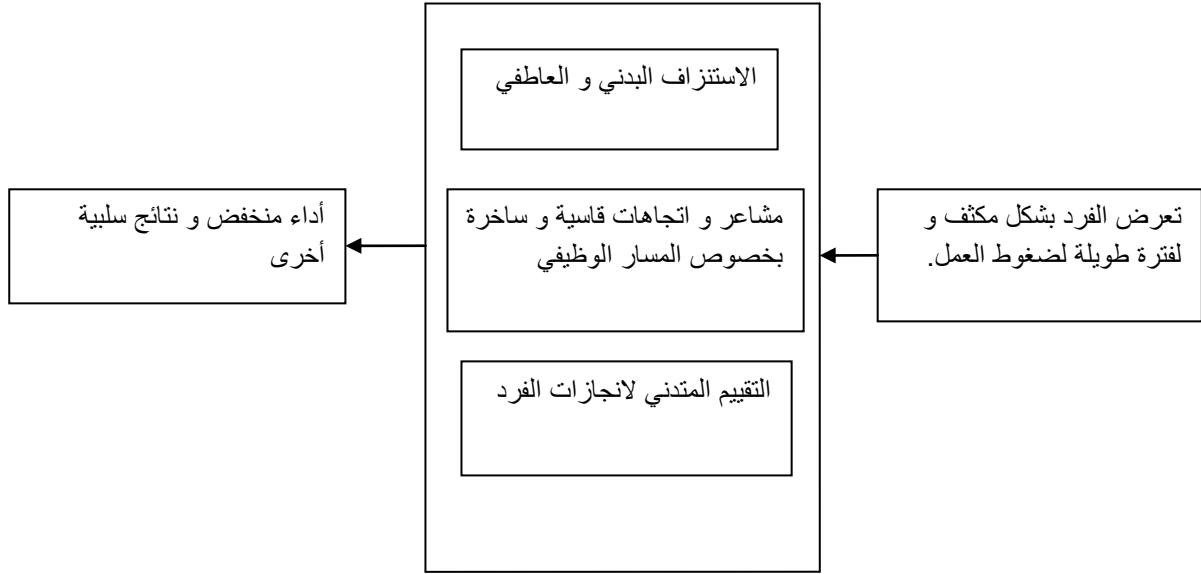 تعرض الفرد بشكل مكثف و
لفترة طويلة لضغوط العمل.
الاستنزاف البدني و العاطفي
مشاعر و اتجاهات قاسية و ساخرة
بخصوص المسار الوظيفي
التقييم المتدني لانجازات الفرد
أداء منخفض و نتائج سلبية
أخرى